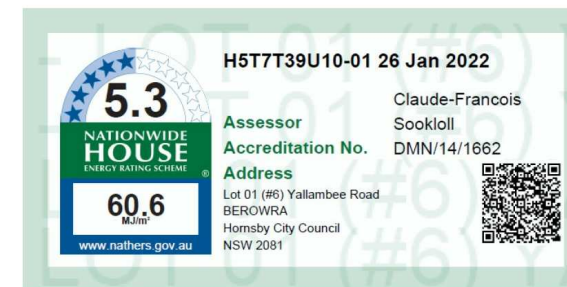 H5T7T39U10-01 26 Jan 2022
5.3
NATIONWIDE
HOUSE
ENERGY RATING SCHEME ®
60.6
MJ/m²
www.nathers.gov.au
Assessor
Claude-Francois
Sookloll
Accreditation No. DMN/14/1662
Address
Lot 01 (#6) Yallambee Road
BEROWRA
Hornsby City Council
NSW 2081